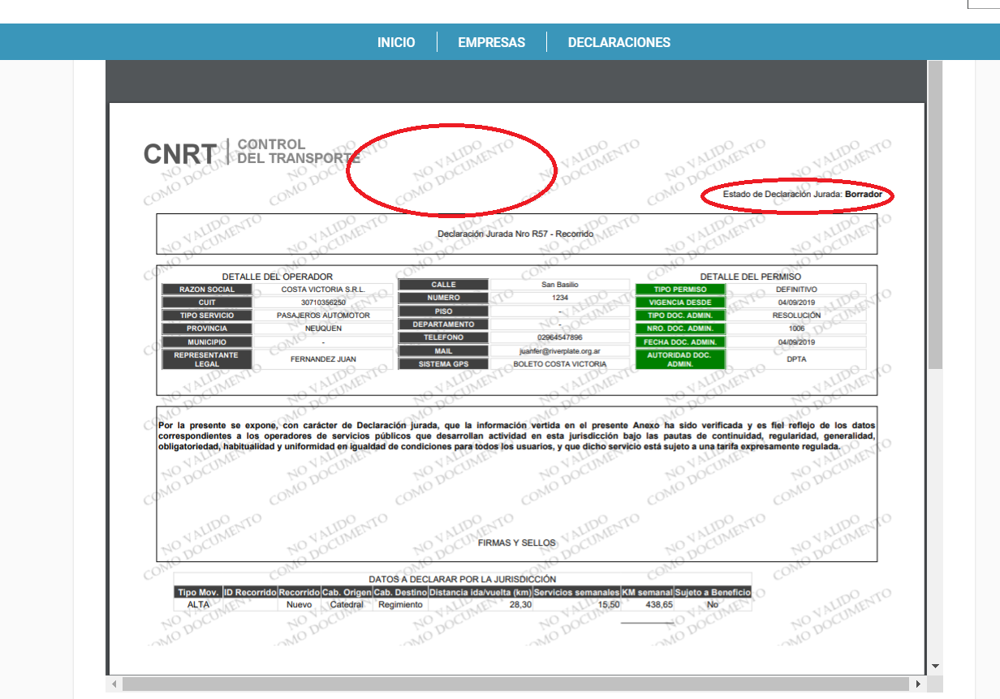 INICIO EMPRESAS DECLARACIONES
CNRT CONTROL
DEL TRANSPORTE
NO VALIDO
COMO DOCUMENTO
Estado de Declaración Jurada: Borrador
Declaración Jurada Nro R57 - Recorrido
DETALLE DEL OPERADOR
RAZON SOCIAL COSTA VICTORIA S.R.L.
CUIT 30710356250
TIPO SERVICIO PASAJEROS AUTOMOTOR
PROVINCIA NEUQUEN
MUNICIPIO -
REPRESENTANTE
LEGAL FERNANDEZ JUAN
CALLE San Basilio
NUMERO 1234
PISO -
DEPARTAMENTO -
TELEFONO 02964547896
MAIL juanfer@riverplate.org.ar
SISTEMA GPS BOLETO COSTA VICTORIA
DETALLE DEL PERMISO
TIPO PERMISO DEFINITIVO
VIGENCIA DESDE 04/09/2019
TIPO DOC. ADMIN. RESOLUCIÓN
NRO. DOC. ADMIN. 1006
FECHA DOC. ADMIN. 04/09/2019
AUTORIDAD DOC.
ADMIN. DPTA
Por la presente se expone, con carácter de Declaración jurada, que la información vertida en el presente Anexo ha sido verificada y es fiel reflejo de los datos
correspondientes a los operadores de servicios públicos que desarrollan actividad en esta jurisdicción bajo las pautas de continuidad, regularidad, generalidad,
obligatoriedad, habitualidad y uniformidad en igualdad de condiciones para todos los usuarios, y que dicho servicio está sujeto a una tarifa expresamente regulada.
FIRMAS Y SELLOS
DATOS A DECLARAR POR LA JURISDICCIÓN
Tipo Mov. ID Recorrido Recorrido Cab. Origen Cab. Destino Distancia ida/vuelta (km) Servicios semanales KM semanal Sujeto a Beneficio
ALTA Nuevo Catedral Regimiento 28,30 15,50 438,65 No